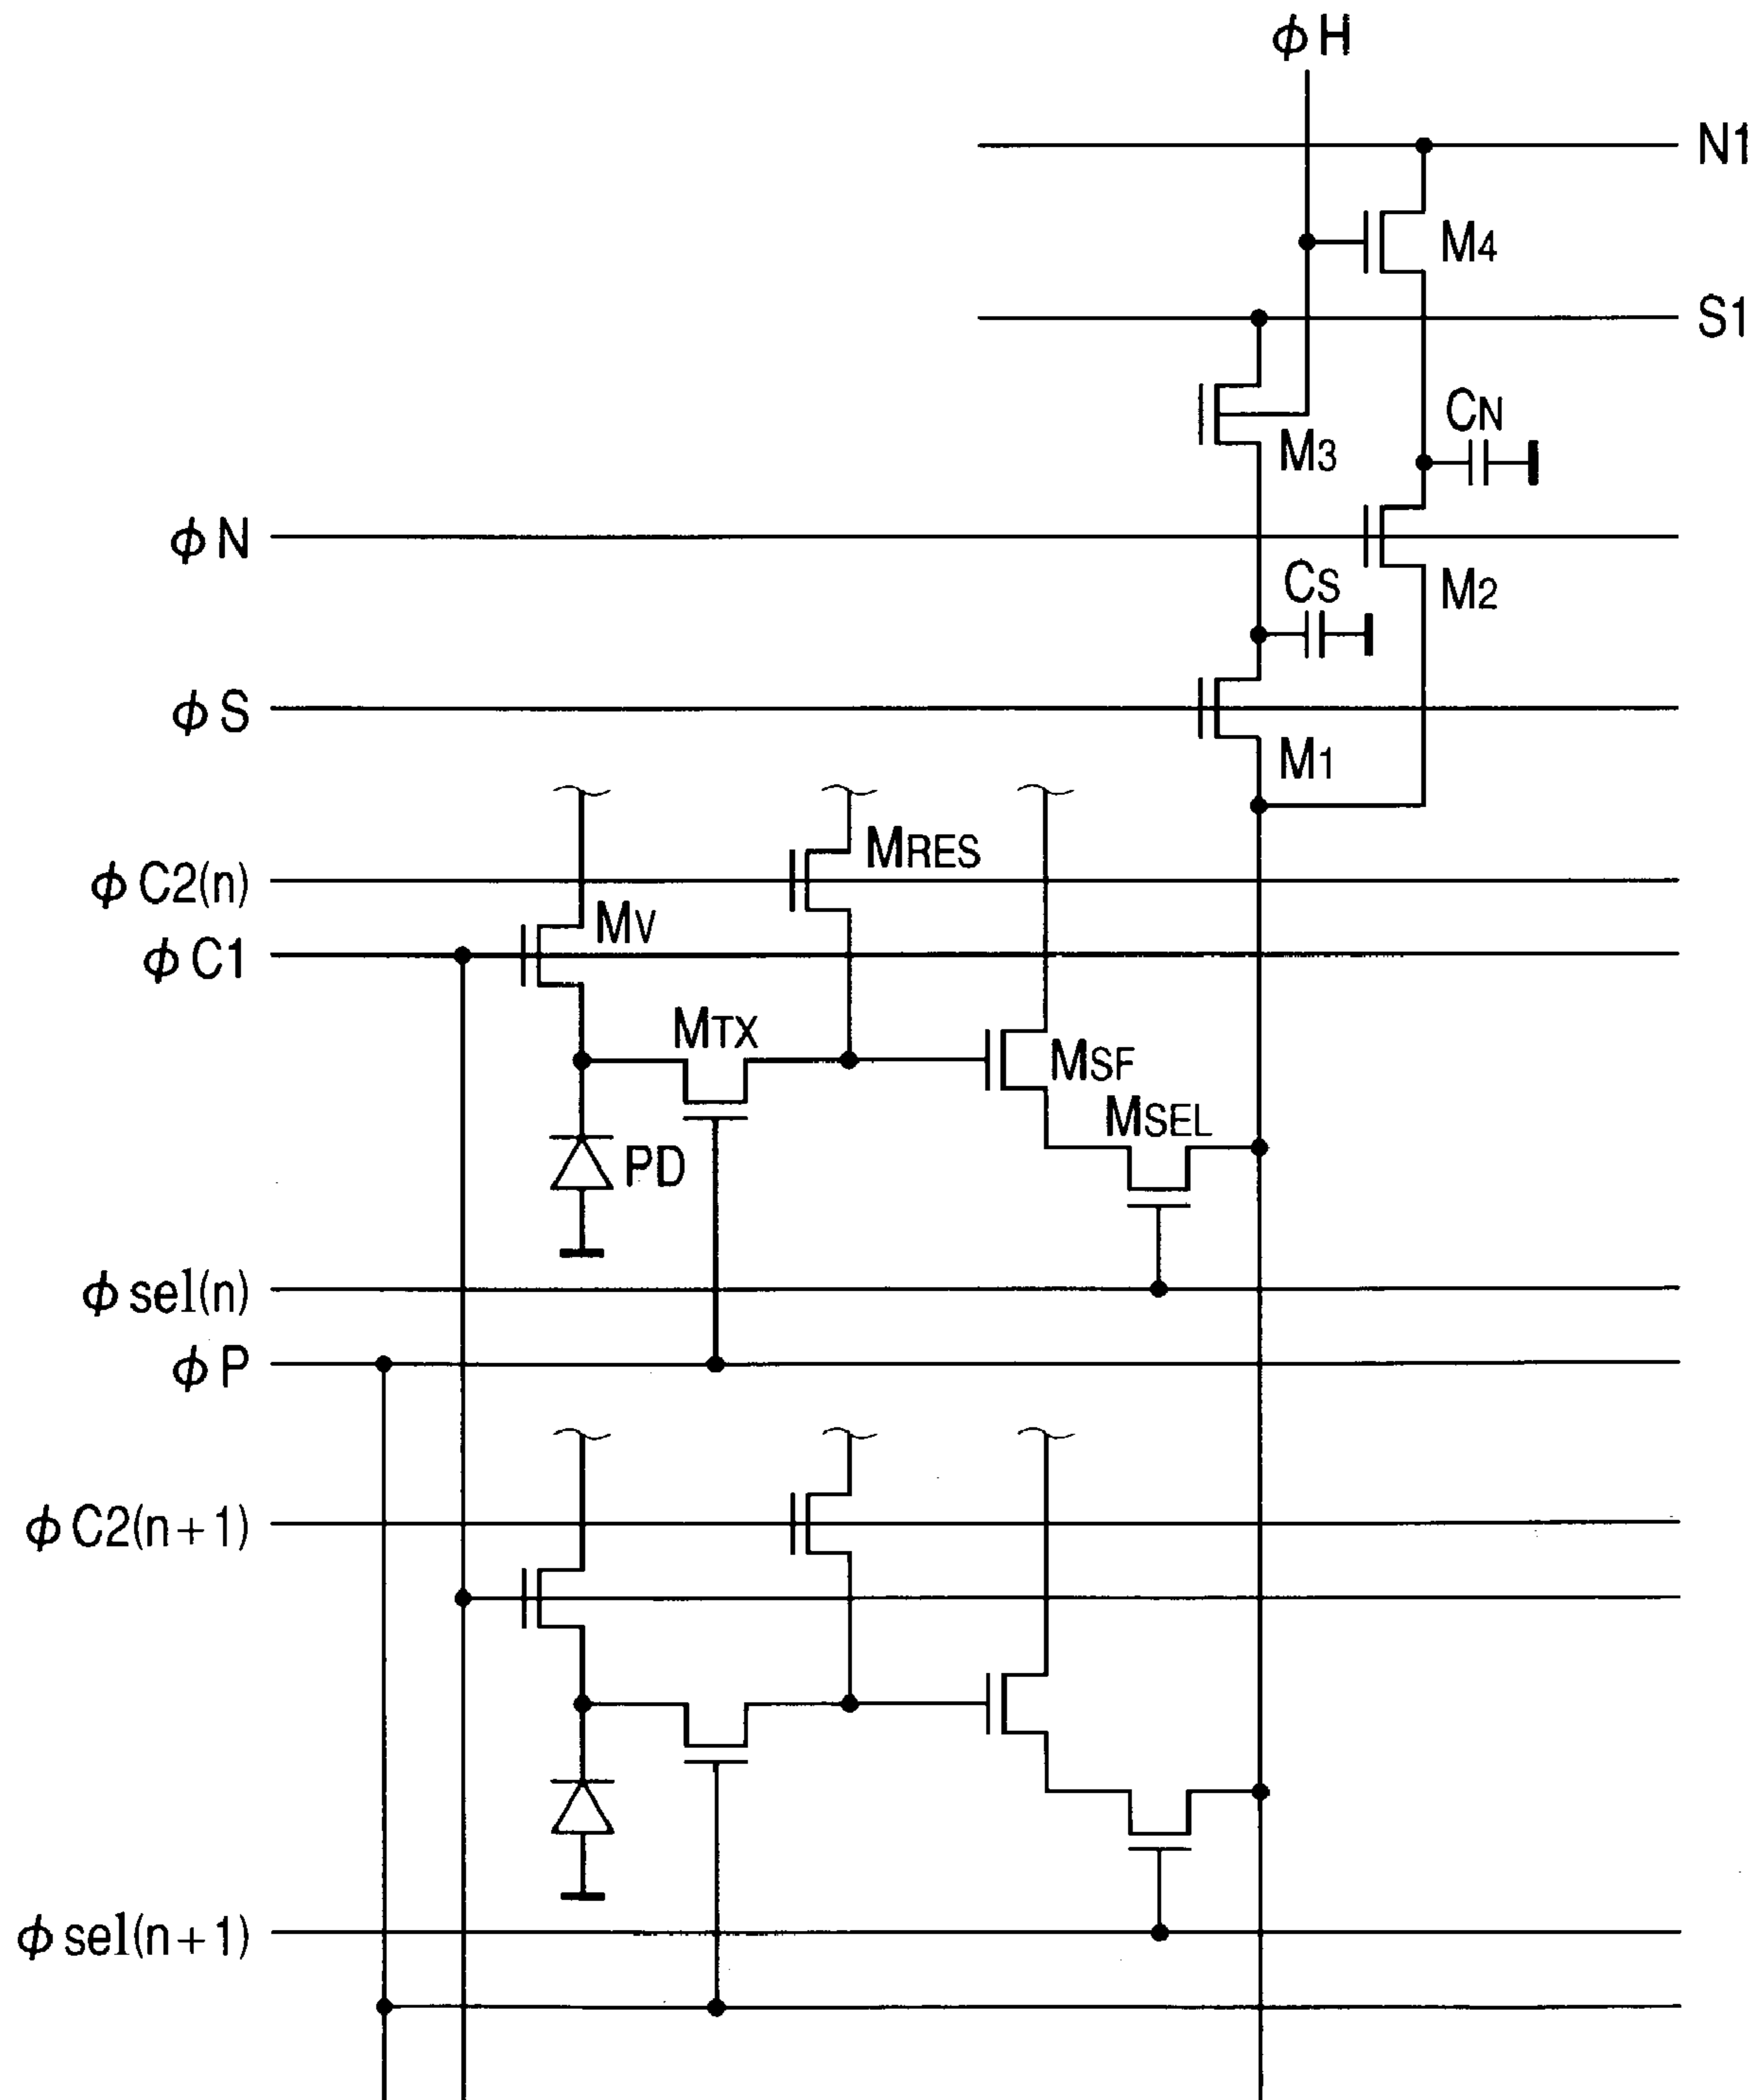 ϕH
N1
M4
S1
CN
M3
ϕN
CS
M2
ϕS
M1
MRES
ϕC2(n)
MV
ϕC1
MTX
MSF
MSEL
PD
ϕsel(n)
ϕP
ϕC2(n+1)
ϕsel(n+1)